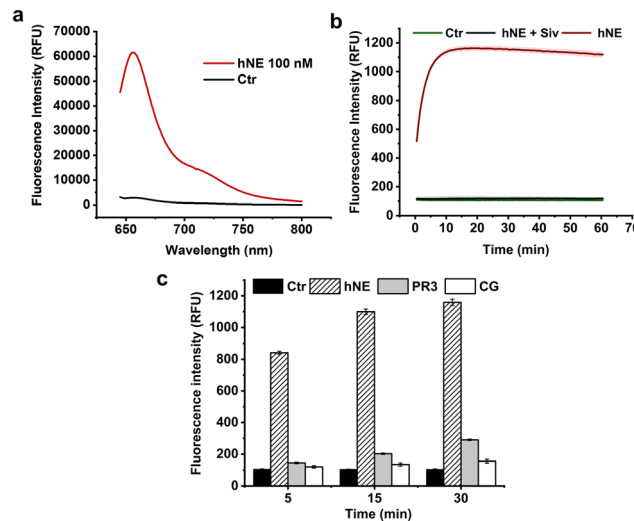 a
hNE 100 nM
Ctr
Fluorescence Intensity (RFU)
70000
60000
50000
40000
30000
20000
10000
0
650 700 750 800
Wavelength (nm)
b
Ctr hNE + Siv hNE
Fluorescence Intensity (RFU)
1200
1000
800
600
400
200
0
0 10 20 30 40 50 60 70
Time (min)
c
Ctr hNE PR3 CG
Fluorescence intensity (RFU)
1200
1000
800
600
400
200
0
5 15 30
Time (min)